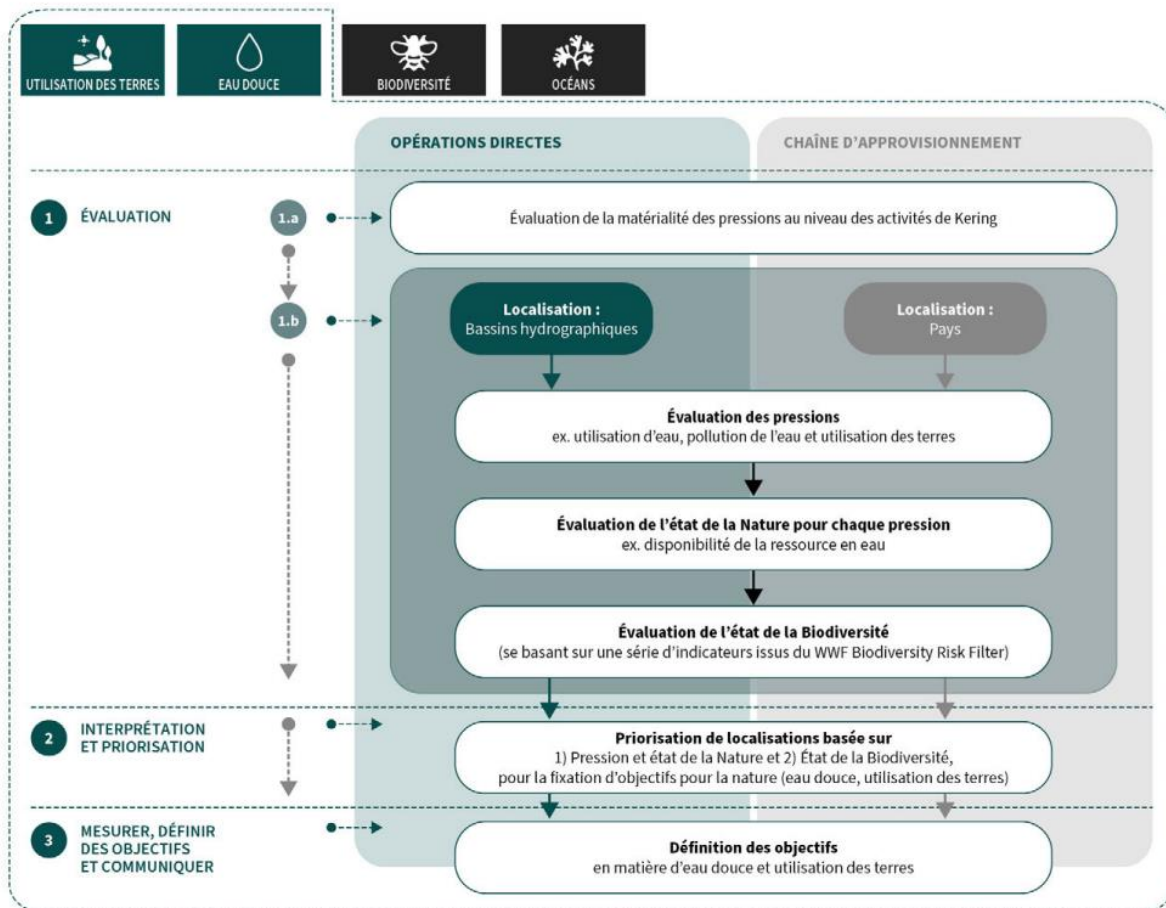 UTILISATION DES TERRES
EAU DOUCE
BIODIVERSITÉ
OCÉANS
OPÉRATIONS DIRECTES
CHAÎNE D’APPROVISIONNEMENT
1
ÉVALUATION
1.a
Évaluation de la matérialité des pressions au niveau des activités de Kering
1.b
Localisation :
Bassins hydrographiques
Localisation :
Pays
Évaluation des pressions
ex. utilisation d’eau, pollution de l’eau et utilisation des terres
Évaluation de l’état de la Nature pour chaque pression
ex. disponibilité de la ressource en eau
Évaluation de l’état de la Biodiversité
(se basant sur une série d’indicateurs issus du WWF Biodiversity Risk Filter)
2
INTERPRÉTATION
ET PRIORISATION
Priorisation de localisations basée sur
1) Pression et état de la Nature et 2) État de la Biodiversité,
pour la fixation d’objectifs pour la nature (eau douce, utilisation des terres)
3
MESURER, DÉFINIR
DES OBJECTIFS
ET COMMUNIQUER
Définition des objectifs
en matière d’eau douce et utilisation des terres